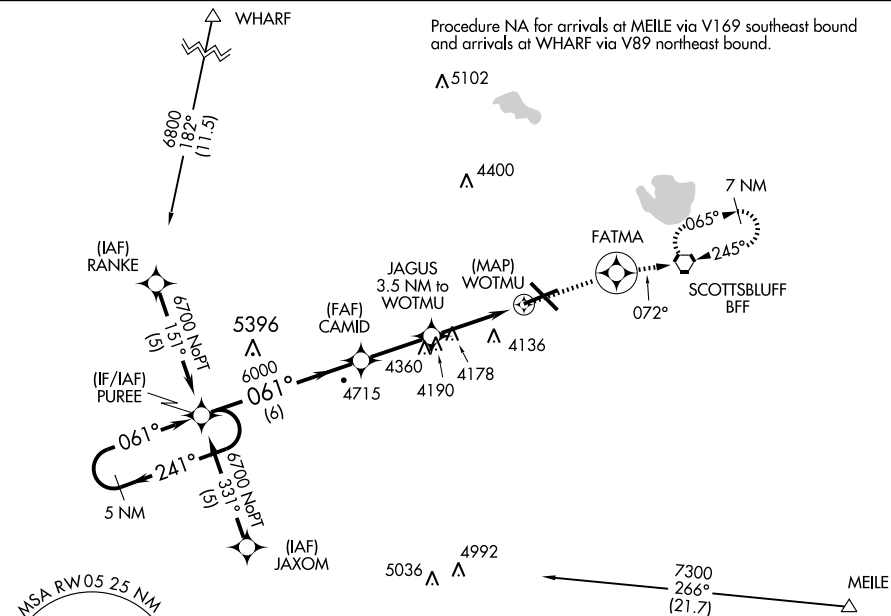 WHARF
Procedure NA for arrivals at MEILE via V169 southeast bound
and arrivals at WHARF via V89 northeast bound.
5102
6800
182°
(11.5)
4400
7 NM
065°
245°
FATMA
(IAF)
RANKE
JAGUS
3.5 NM to
WOTMU
(MAP)
WOTMU
SCOTTSBLUFF
BFF
072°
6700 NoPT
151°
(5)
(FAF)
CAMID
5396
4136
4360
4190
4178
(IF/IAF)
PUREE
6000
061°
(6)
4715
061°
241°
5 NM
6700 NoPT
331°
(5)
(IAF)
JAXOM
5036
4992
7300
266°
(21.7)
MEILE
MSA RW05 25 NM